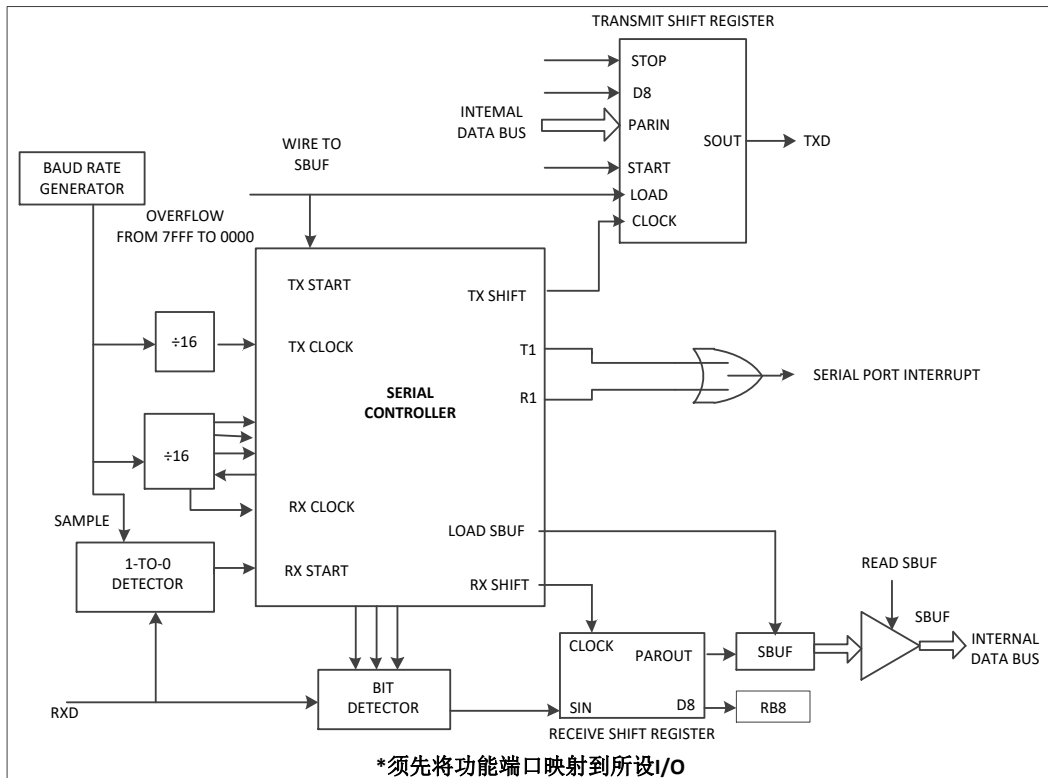 TRANSMIT SHIFT REGISTER
STOP
D8
INTEMAL
DATA BUS
PARIN
SOUT
TXD
START
WIRE TO
SBUF
LOAD
CLOCK
BAUD RATE
GENERATOR
OVERFLOW
FROM 7FFF TO 0000
TX START
TX SHIFT
÷16
TX CLOCK
T1
SERIAL
CONTROLLER
SERIAL PORT INTERRUPT
R1
÷16
RX CLOCK
SAMPLE
LOAD SBUF
1-TO-0
DETECTOR
RX START
RX SHIFT
READ SBUF
SBUF
CLOCK
PAROUT
SBUF
INTERNAL
DATA BUS
BIT
DETECTOR
RXD
SIN
D8
RB8
RECEIVE SHIFT REGISTER
*须先将功能端口映射到所设I/O